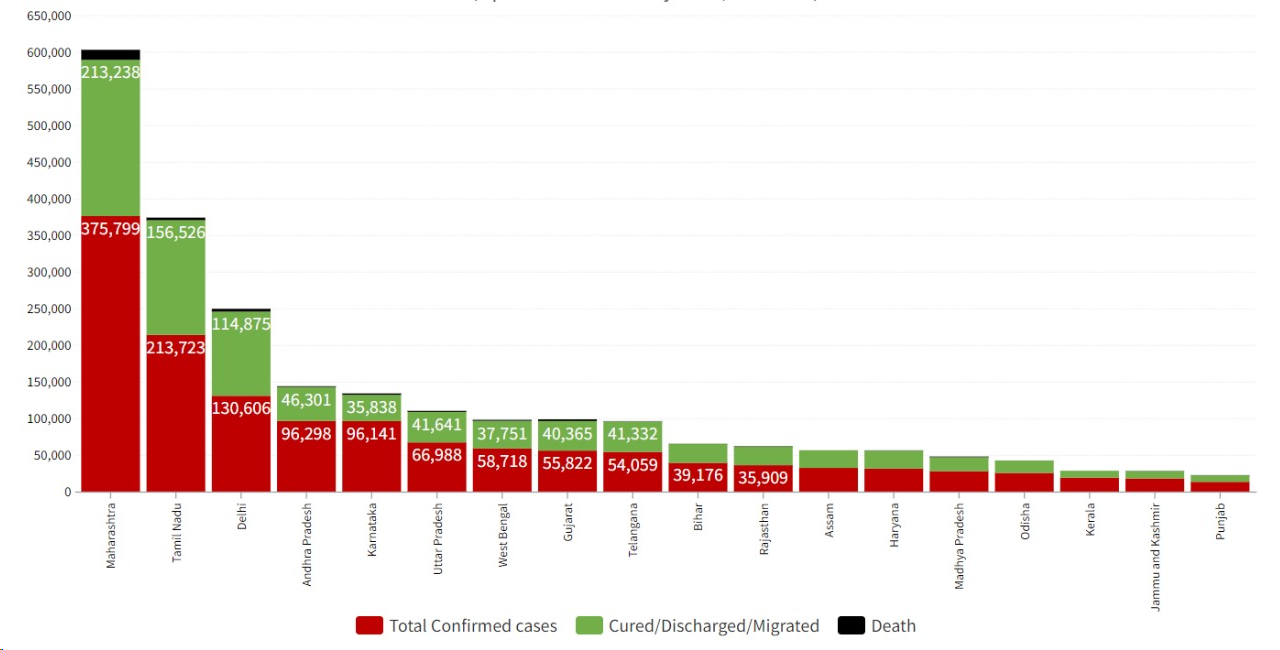 650,000
600,000
550,000
500,000
450,000
400,000
350,000
300,000
250,000
200,000
150,000
100,000
50,000
0
213,238
375,799
156,526
213,723
114,875
130,606
46,301
96,298
35,838
96,141
41,641
66,988
37,751
58,718
40,365
55,822
41,332
54,059
39,176
35,909
Maharashtra
Tamil Nadu
Delhi
Andhra Pradesh
Karnataka
Uttar Pradesh
West Bengal
Gujarat
Telangana
Bihar
Rajasthan
Assam
Haryana
Madhya Pradesh
Odisha
Kerala
Jammu and Kashmir
Punjab
Total Confirmed cases
Cured/Discharged/Migrated
Death